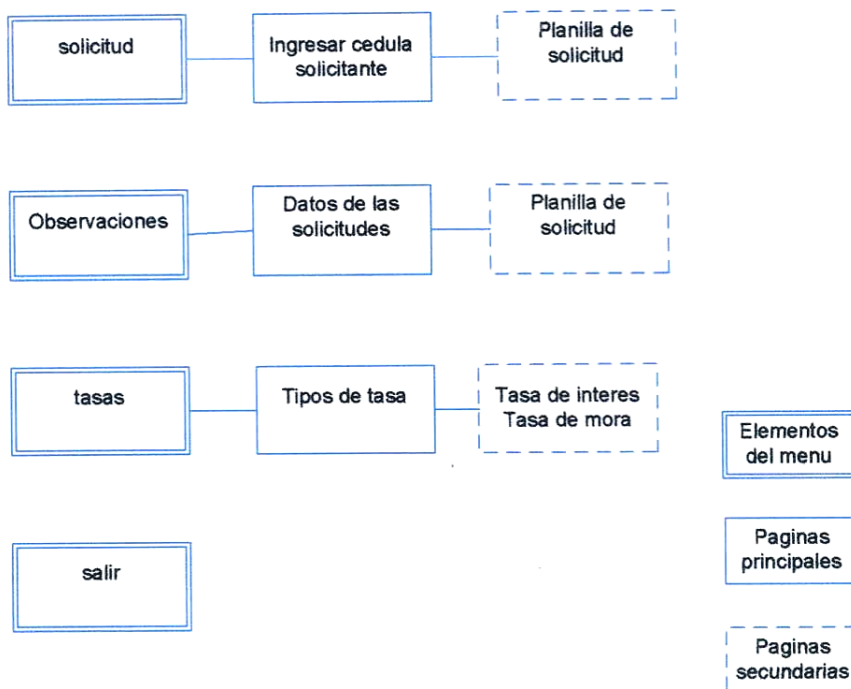 solicitud
Ingresar cedula
solicitante
Planilla de
solicitud
Observaciones
Datos de las
solicitudes
Planilla de
solicitud
tasas
Tipos de tasa
Tasa de interes
Tasa de mora
salir
Elementos
del menu
Paginas
principales
Paginas
secundarias